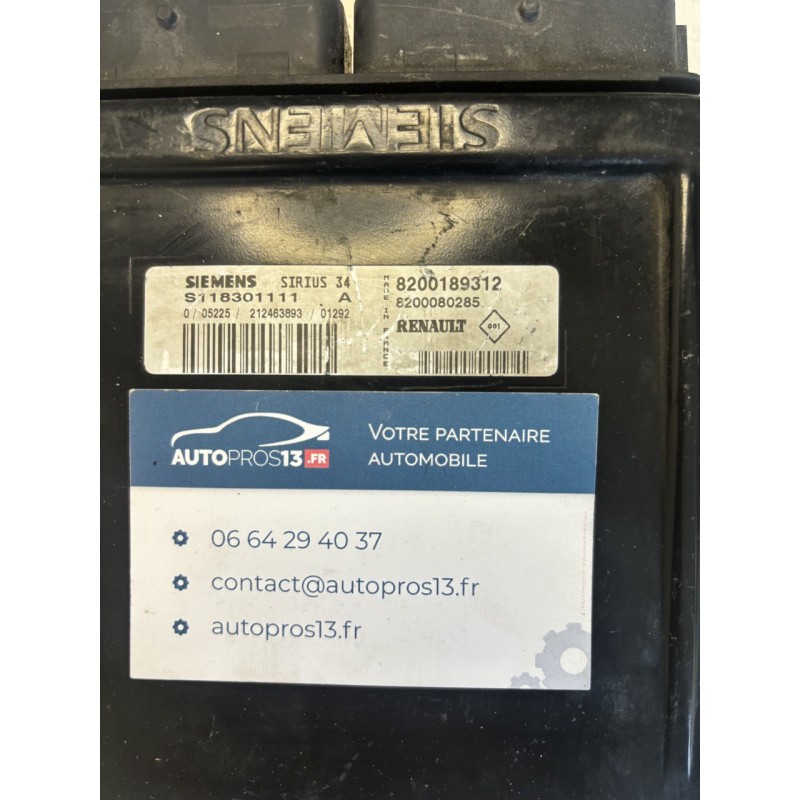 SIEMENS
SIEMENS SIRIUS 34
S118301111 A
0 / 05225 / 212463893 / 01292
MADE IN FRANCE
8200189312
8200080285
RENAULT 001
AUTOPROS13.FR
VOTRE PARTENAIRE
AUTOMOBILE
06 64 29 40 37
contact@autopros13.fr
autopros13.fr